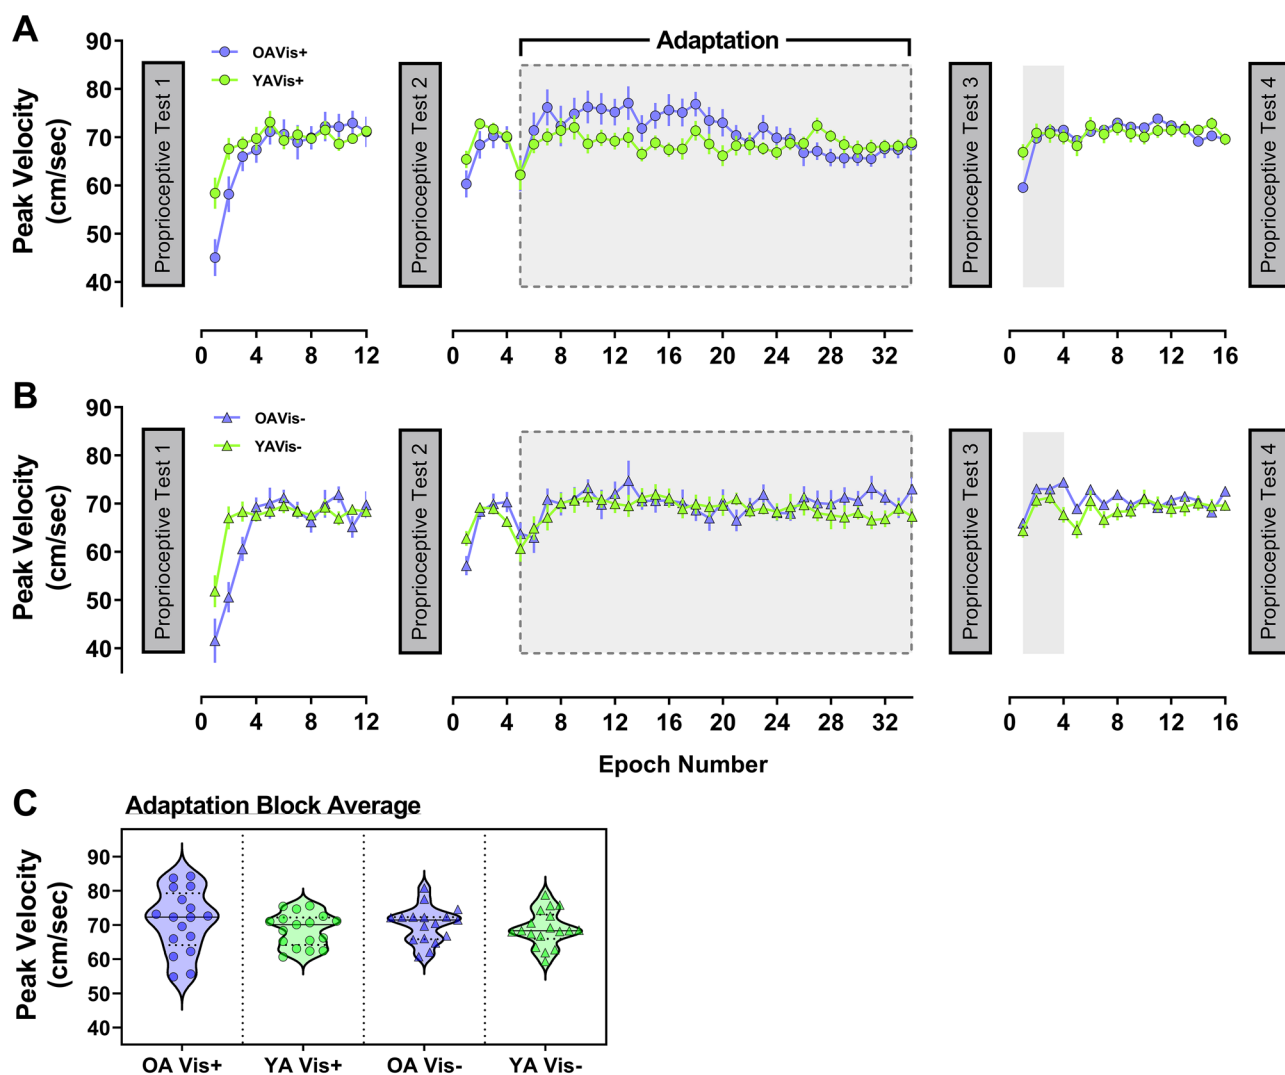 A
Adaptation
OAVis+
YAVis+
Peak Velocity
(cm/sec)
90
80
70
60
50
40
Proprioceptive Test 1
Proprioceptive Test 2
Proprioceptive Test 3
Proprioceptive Test 4
0 4 8 12
0 4 8 12 16 20 24 28 32
0 4 8 12 16
B
OAVis-
YAVis-
Peak Velocity
(cm/sec)
90
80
70
60
50
40
Proprioceptive Test 1
Proprioceptive Test 2
Proprioceptive Test 3
Proprioceptive Test 4
0 4 8 12
0 4 8 12 16 20 24 28 32
0 4 8 12 16
Epoch Number
C
Adaptation Block Average
Peak Velocity
(cm/sec)
90
80
70
60
50
40
OA Vis+ YA Vis+ OA Vis- YA Vis-